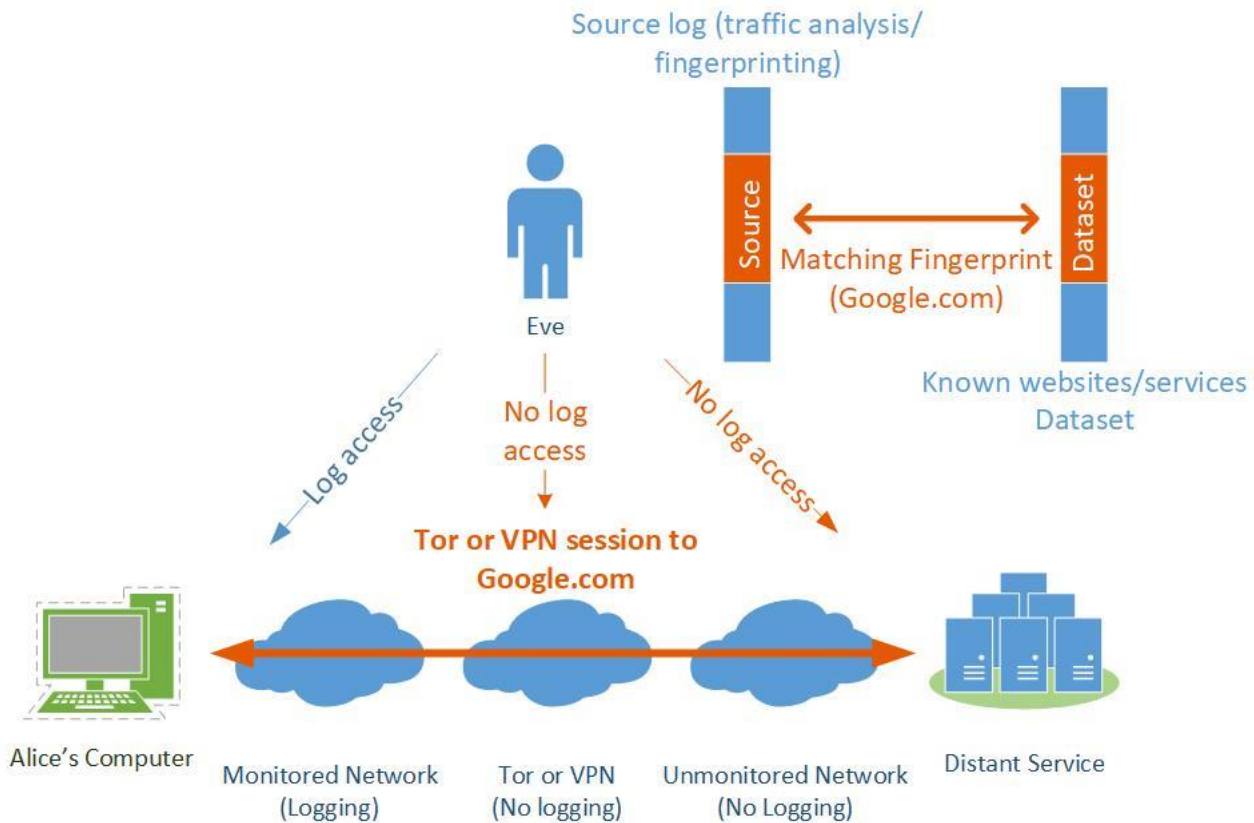 Source log (traffic analysis/
fingerprinting)
Source
Dataset
Matching Fingerprint
(Google.com)
Eve
Known websites/services
Dataset
Log access
No log
access
No log access
Tor or VPN session to
Google.com
Alice's Computer
Monitored Network
(Logging)
Tor or VPN
(No logging)
Unmonitored Network
(No Logging)
Distant Service